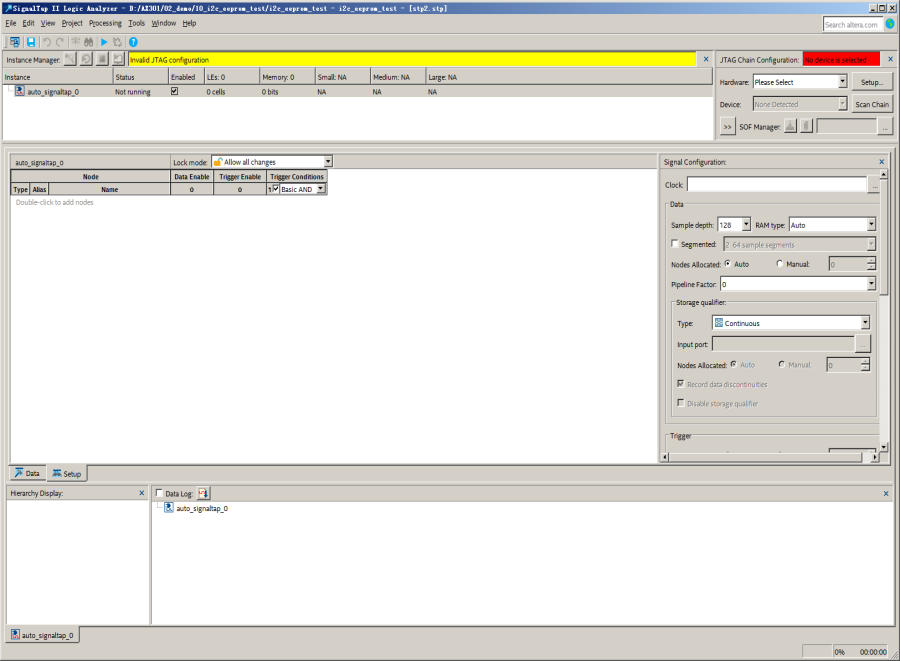 SignalTap II Logic Analyzer - D:/AX301/02_demo/10_i2c_eeprom_test/i2c_eeprom_test - i2c_eeprom_test - [stp2.stp]
File Edit View Project Processing Tools Window Help
Search altera.com
Instance Manager: Invalid JTAG configuration
JTAG Chain Configuration: No device is selected
Instance Status Enabled LEs: 0 Memory: 0 Small: NA Medium: NA Large: NA
auto_signaltap_0 Not running 0 cells 0 bits NA NA NA
Hardware: Please Select Setup...
Device: None Detected Scan Chain
>> SOF Manager: ...
auto_signaltap_0 Lock mode: Allow all changes
Node Data Enable Trigger Enable Trigger Conditions
Type Alias Name 0 0 1 Basic AND
Double-click to add nodes
Signal Configuration:
Clock: ...
Data
Sample depth: 128 RAM type: Auto
Segmented: 2 64 sample segments
Nodes Allocated: Auto Manual: 0
Pipeline Factor: 0
Storage qualifier:
Type: Continuous
Input port: ...
Nodes Allocated: Auto Manual: 0
Record data discontinuities
Disable storage qualifier
Trigger
Data Setup
Hierarchy Display:
Data Log:
auto_signaltap_0
auto_signaltap_0
0% 00:00:00